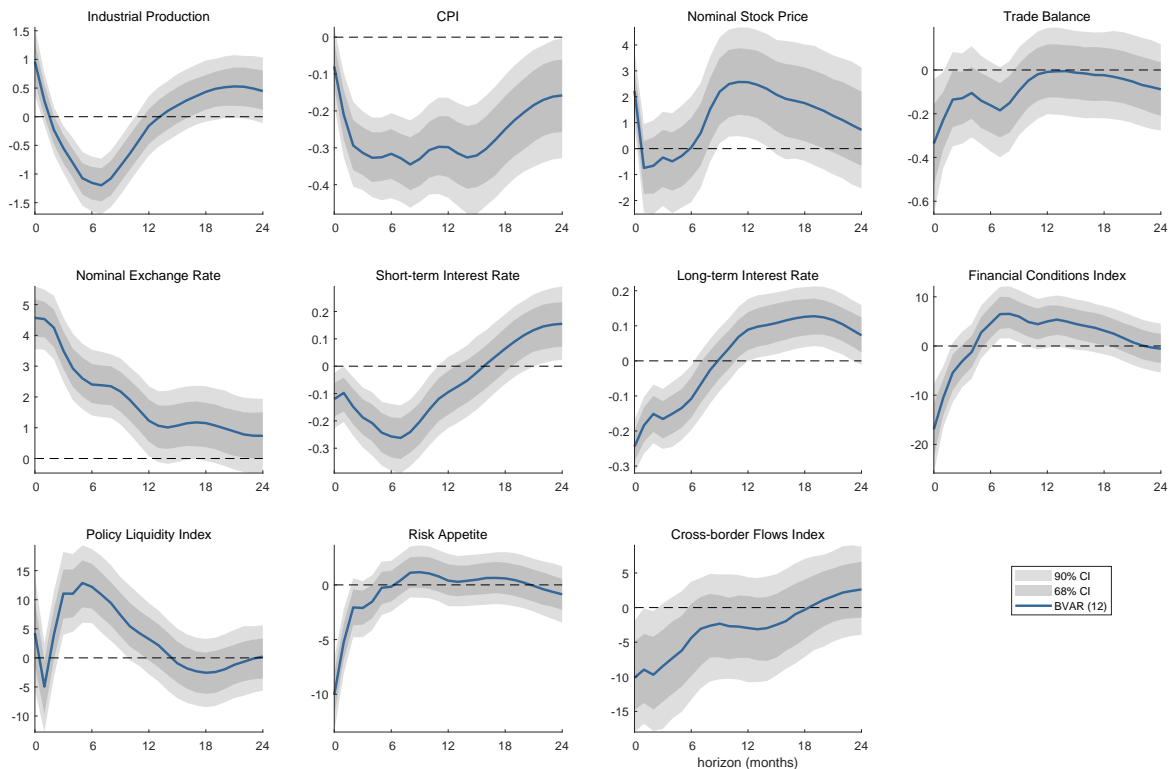 Industrial Production
1.5
1
0.5
0
-0.5
-1
-1.5
0 6 12 18 24
CPI
0
-0.1
-0.2
-0.3
-0.4
0 6 12 18 24
Nominal Stock Price
4
3
2
1
0
-1
-2
0 6 12 18 24
Trade Balance
0
-0.2
-0.4
-0.6
0 6 12 18 24
Nominal Exchange Rate
5
4
3
2
1
0
0 6 12 18 24
Short-term Interest Rate
0.2
0.1
0
-0.1
-0.2
-0.3
0 6 12 18 24
Long-term Interest Rate
0.2
0.1
0
-0.1
-0.2
-0.3
0 6 12 18 24
Financial Conditions Index
10
0
-10
-20
0 6 12 18 24
Policy Liquidity Index
15
10
5
0
-5
-10
0 6 12 18 24
Risk Appetite
0
-5
-10
0 6 12 18 24
Cross-border Flows Index
5
0
-5
-10
-15
0 6 12 18 24
horizon (months)
90% CI
68% CI
BVAR (12)